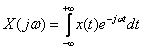 X(jω) = ∫_{-∞}^{+∞} x(t)e^{-jωt}dt